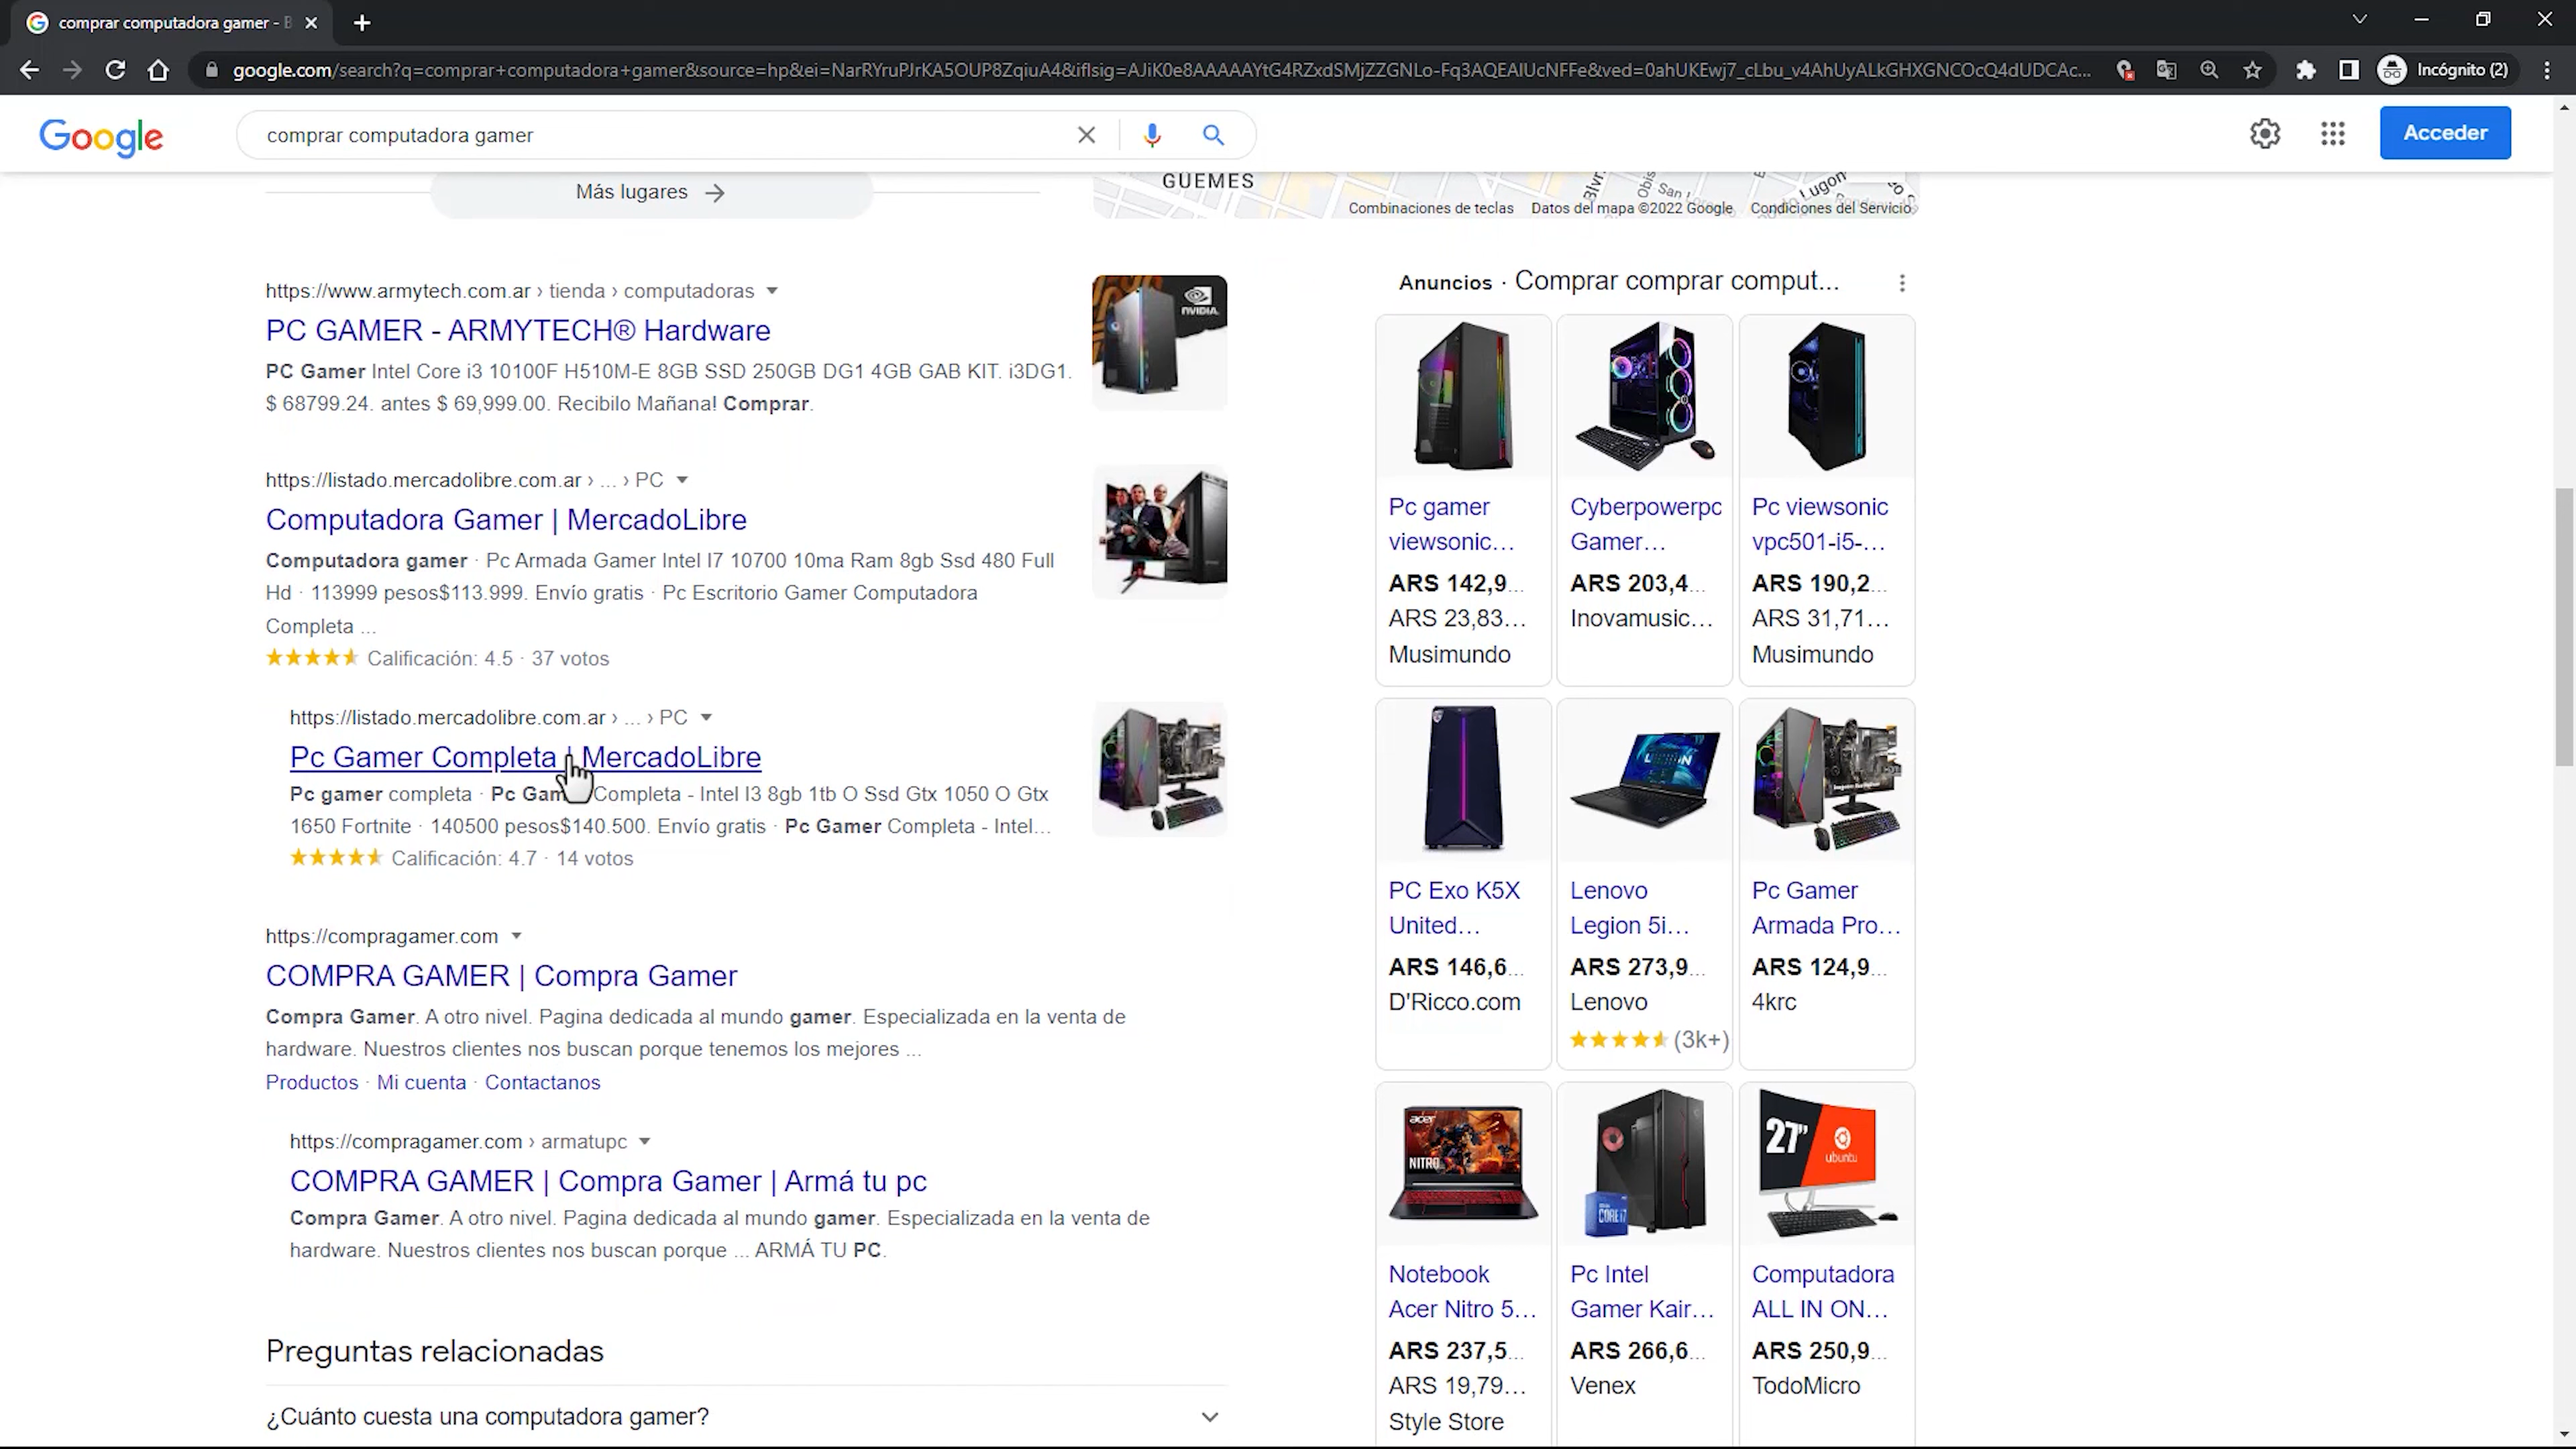 comprar computadora gamer - B
google.com/search?q=comprar+computadora+gamer&source=hp&ei=NarRYruPJrKA5OUP8ZqiuA4&iflsig=AJiK0e8AAAAAYtG4RZxdSMjZZGNLo-Fq3AQEAlUcNFFe&ved=0ahUKEwj7_cLbu_v4AhUyALkGHXGNCOcQ4dUDCAc...
Incógnito (2)
Google
comprar computadora gamer
Acceder
Más lugares
GUEMES
Blvr.
Obis
San L
Lugon
Combinaciones de teclas
Datos del mapa ©2022 Google
Condiciones del Servicio
https://www.armytech.com.ar › tienda › computadoras
PC GAMER - ARMYTECH® Hardware
PC Gamer Intel Core i3 10100F H510M-E 8GB SSD 250GB DG1 4GB GAB KIT. i3DG1.
$ 68799.24. antes $ 69,999.00. Recibilo Mañana! Comprar.
NVIDIA.
https://listado.mercadolibre.com.ar › ... › PC
Computadora Gamer | MercadoLibre
Computadora gamer · Pc Armada Gamer Intel I7 10700 10ma Ram 8gb Ssd 480 Full
Hd · 113999 pesos$113.999. Envío gratis · Pc Escritorio Gamer Computadora
Completa ...
Calificación: 4.5 · 37 votos
https://listado.mercadolibre.com.ar › ... › PC
Pc Gamer Completa | MercadoLibre
Pc gamer completa · Pc Gam Completa - Intel I3 8gb 1tb O Ssd Gtx 1050 O Gtx
1650 Fortnite · 140500 pesos$140.500. Envío gratis · Pc Gamer Completa - Intel...
Calificación: 4.7 · 14 votos
https://compragamer.com
COMPRA GAMER | Compra Gamer
Compra Gamer. A otro nivel. Pagina dedicada al mundo gamer. Especializada en la venta de
hardware. Nuestros clientes nos buscan porque tenemos los mejores ...
Productos · Mi cuenta · Contactanos
https://compragamer.com › armatupc
COMPRA GAMER | Compra Gamer | Armá tu pc
Compra Gamer. A otro nivel. Pagina dedicada al mundo gamer. Especializada en la venta de
hardware. Nuestros clientes nos buscan porque ... ARMÁ TU PC.
Preguntas relacionadas
¿Cuánto cuesta una computadora gamer?
Anuncios · Comprar comprar comput...
Pc gamer
viewsonic...
ARS 142,9...
ARS 23,83...
Musimundo
Cyberpowerpc
Gamer...
ARS 203,4...
Inovamusic...
Pc viewsonic
vpc501-i5-...
ARS 190,2...
ARS 31,71...
Musimundo
PC Exo K5X
United...
ARS 146,6...
D'Ricco.com
LEGION
Lenovo
Legion 5i...
ARS 273,9...
Lenovo
(3k+)
Pc Gamer
Armada Pro...
ARS 124,9...
4krc
acer
NITRO
Notebook
Acer Nitro 5...
ARS 237,5...
ARS 19,79...
Style Store
CORE i7
Pc Intel
Gamer Kair...
ARS 266,6...
Venex
27"
ubuntu
Computadora
ALL IN ON...
ARS 250,9...
TodoMicro